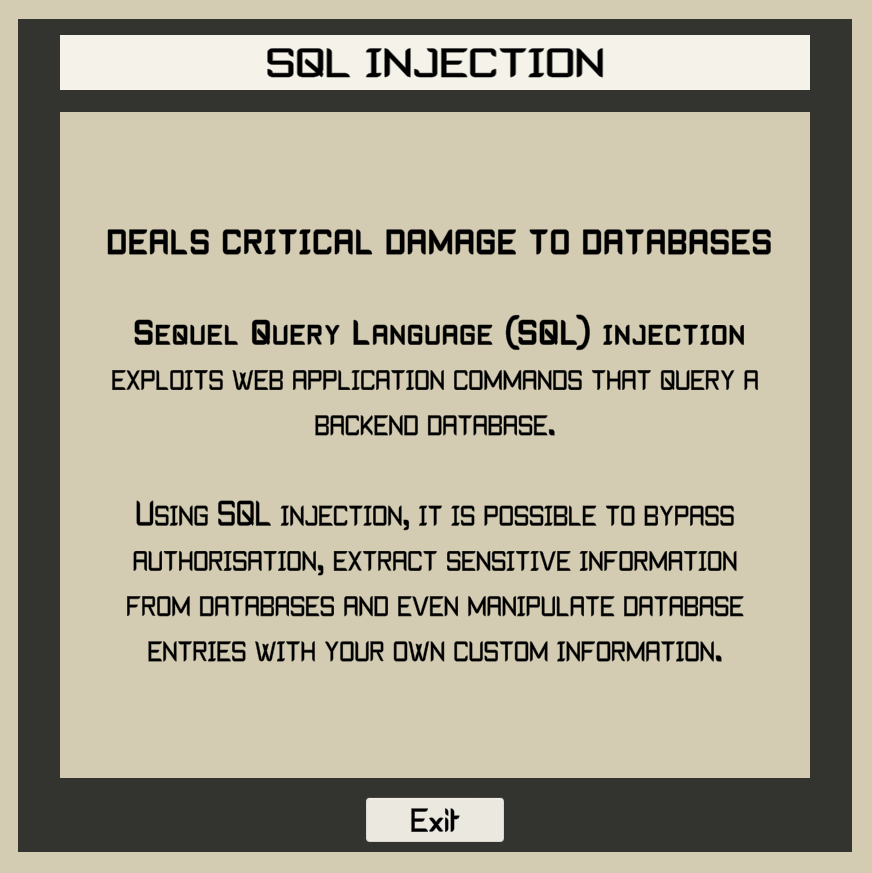 SQL INJECTION
DEALS CRITICAL DAMAGE TO DATABASES
Sequel Query Language (SQL) injection
exploits web application commands that query a
backend database.
Using SQL injection, it is possible to bypass
authorisation, extract sensitive information
from databases and even manipulate database
entries with your own custom information.
Exit